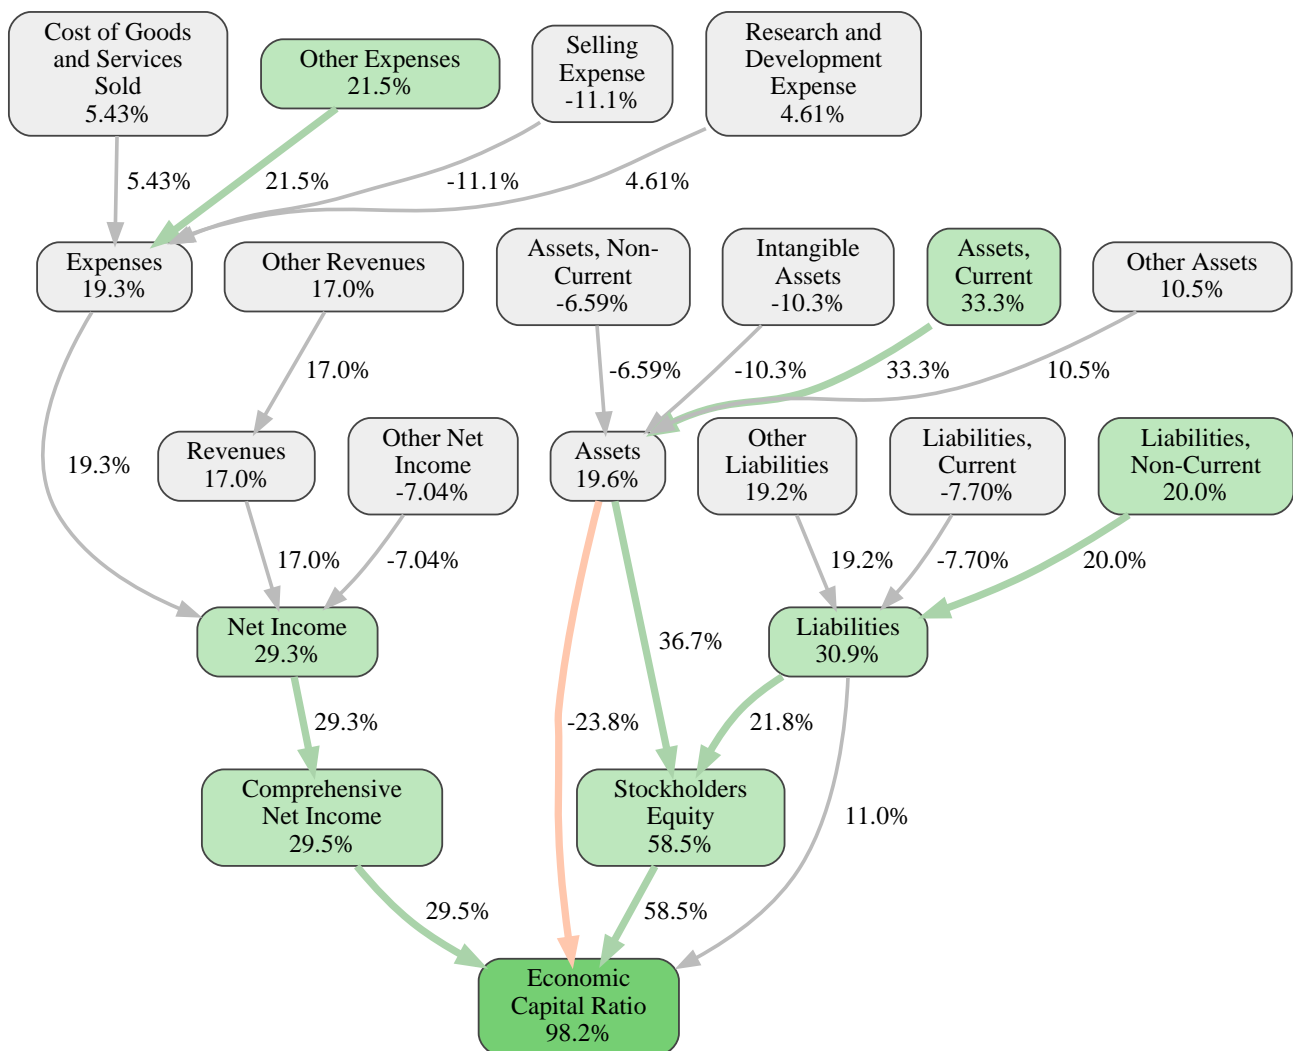 Cost of Goods
and Services
Sold
5.43%
Other Expenses
21.5%
Selling
Expense
-11.1%
Research and
Development
Expense
4.61%
5.43%
21.5%
-11.1%
4.61%
Expenses
19.3%
Other Revenues
17.0%
Assets, Non-
Current
-6.59%
Intangible
Assets
-10.3%
Assets,
Current
33.3%
Other Assets
10.5%
17.0%
-6.59%
-10.3%
33.3%
10.5%
19.3%
Revenues
17.0%
Other Net
Income
-7.04%
Assets
19.6%
Other
Liabilities
19.2%
Liabilities,
Current
-7.70%
Liabilities,
Non-Current
20.0%
17.0%
-7.04%
19.2%
-7.70%
20.0%
Net Income
29.3%
36.7%
Liabilities
30.9%
29.3%
-23.8%
21.8%
Comprehensive
Net Income
29.5%
Stockholders
Equity
58.5%
11.0%
29.5%
58.5%
Economic
Capital Ratio
98.2%